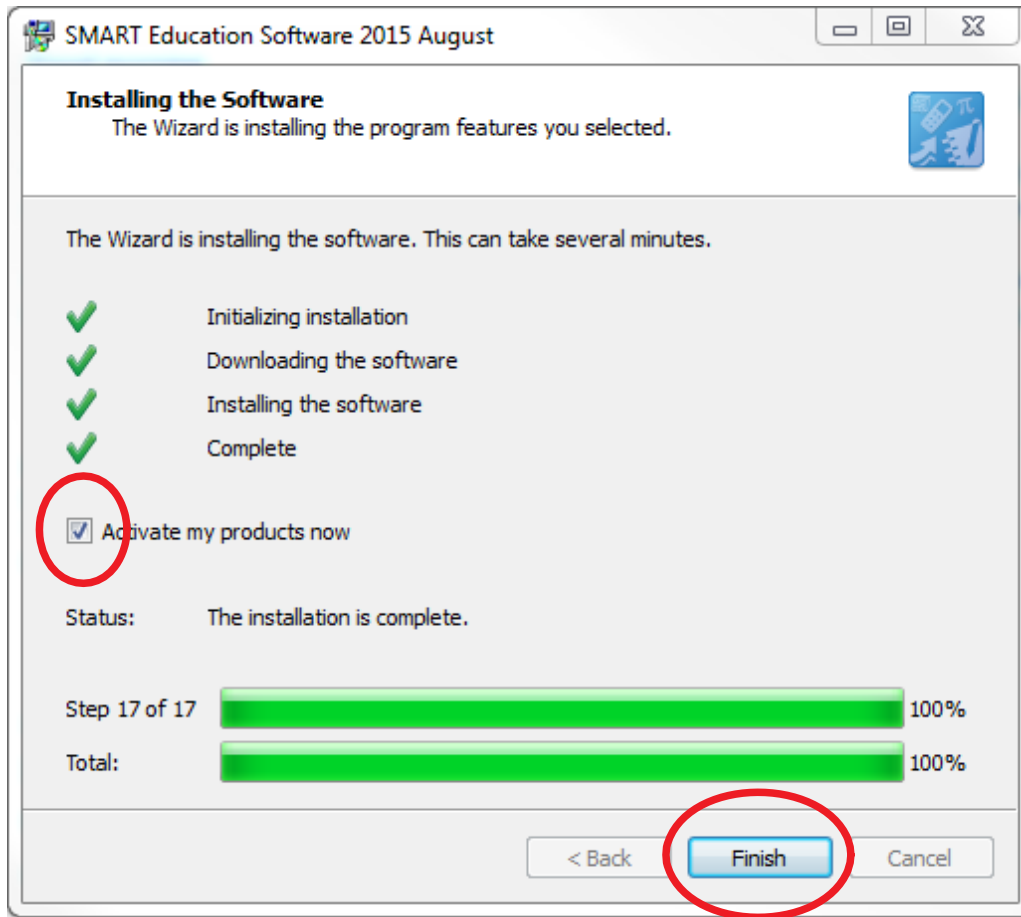 SMART Education Software 2015 August
Installing the Software
The Wizard is installing the program features you selected.
The Wizard is installing the software. This can take several minutes.
Initializing installation
Downloading the software
Installing the software
Complete
Activate my products now
Status: The installation is complete.
Step 17 of 17 100%
Total: 100%
< Back Finish Cancel